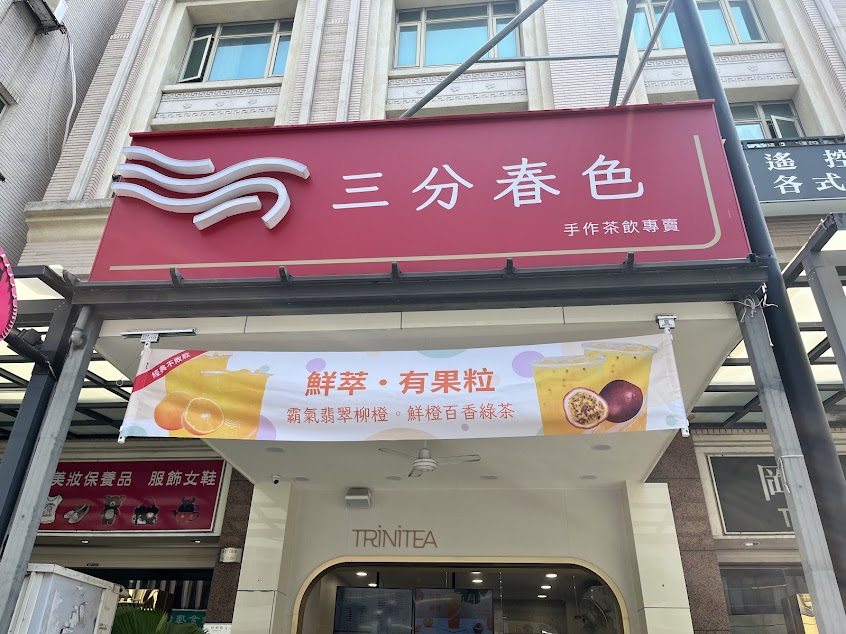 三分春色
手作茶飲專賣
遙控
各式
經典不敗款
鮮萃·有果粒
霸氣翡翠柳橙。鮮橙百香綠茶
美妝保養品 服飾女鞋
TRiNiTEA